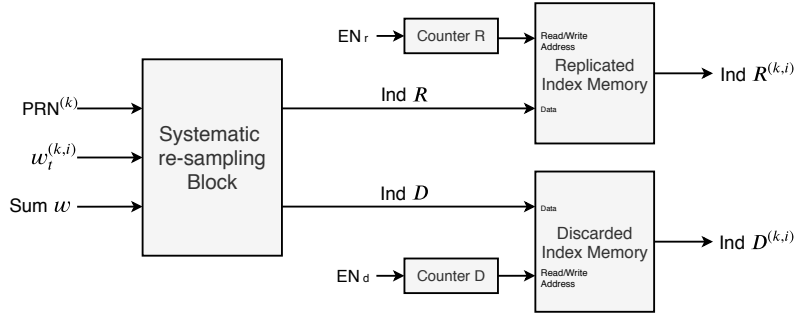 EN r
Counter R
Read/Write
Address
Replicated
Index Memory
Data
Ind R^{(k,i)}
PRN^{(k)}
w_t^{(k,i)}
Sum w
Systematic
re-sampling
Block
Ind R
Ind D
Data
Discarded
Index Memory
Read/Write
Address
Ind D^{(k,i)}
EN d
Counter D